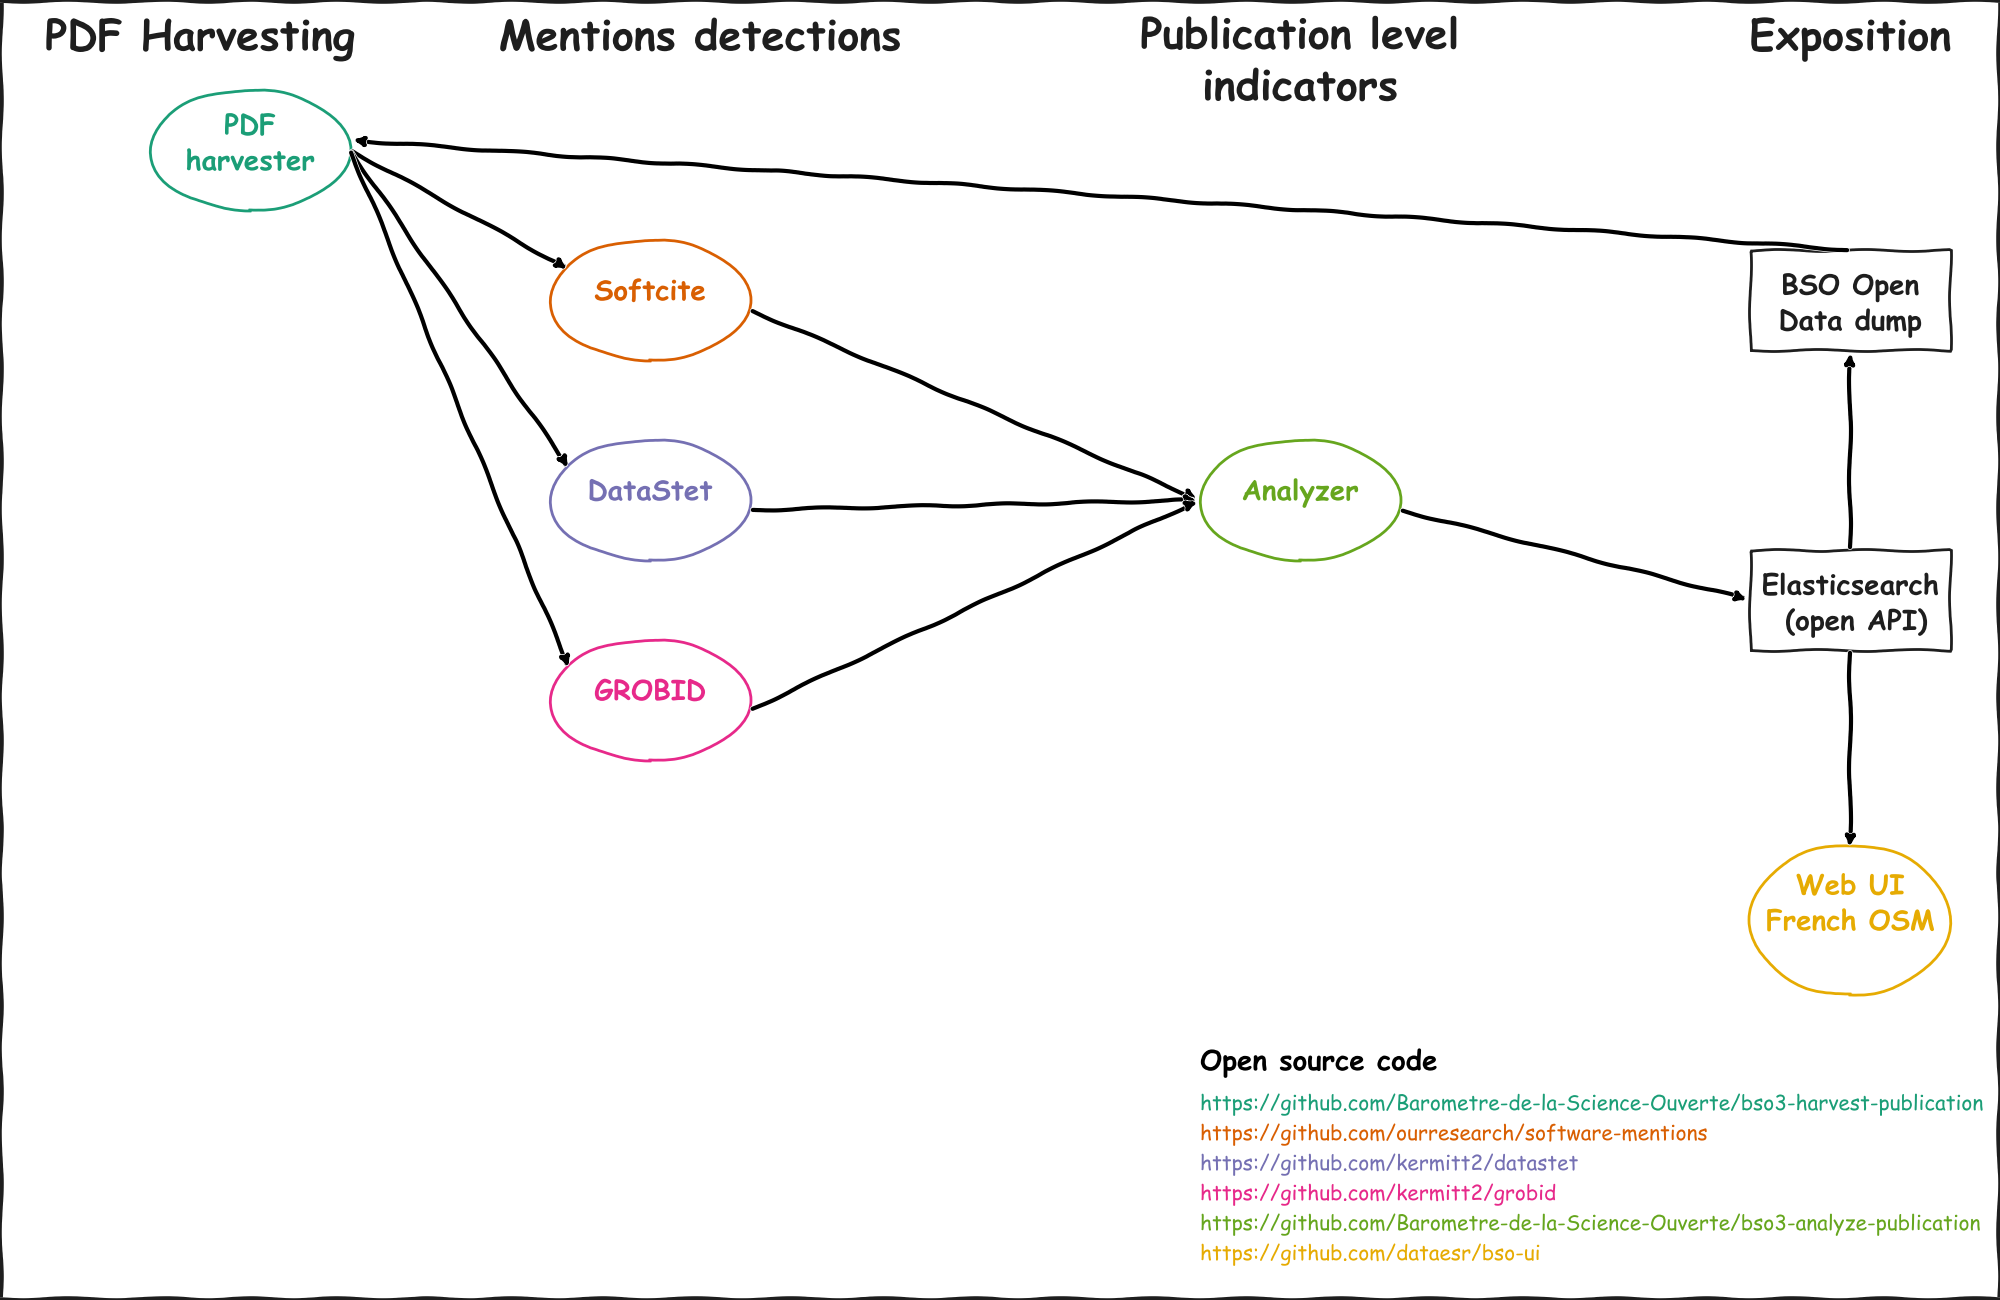 PDF Harvesting
Mentions detections
Publication level
indicators
Exposition
PDF
harvester
Softcite
DataStet
GROBID
Analyzer
BSO Open
Data dump
Elasticsearch
(open API)
Web UI
French OSM
Open source code
https://github.com/Barometre-de-la-Science-Ouverte/bso3-harvest-publication
https://github.com/ourresearch/software-mentions
https://github.com/kermitt2/datastet
https://github.com/kermitt2/grobid
https://github.com/Barometre-de-la-Science-Ouverte/bso3-analyze-publication
https://github.com/dataesr/bso-ui